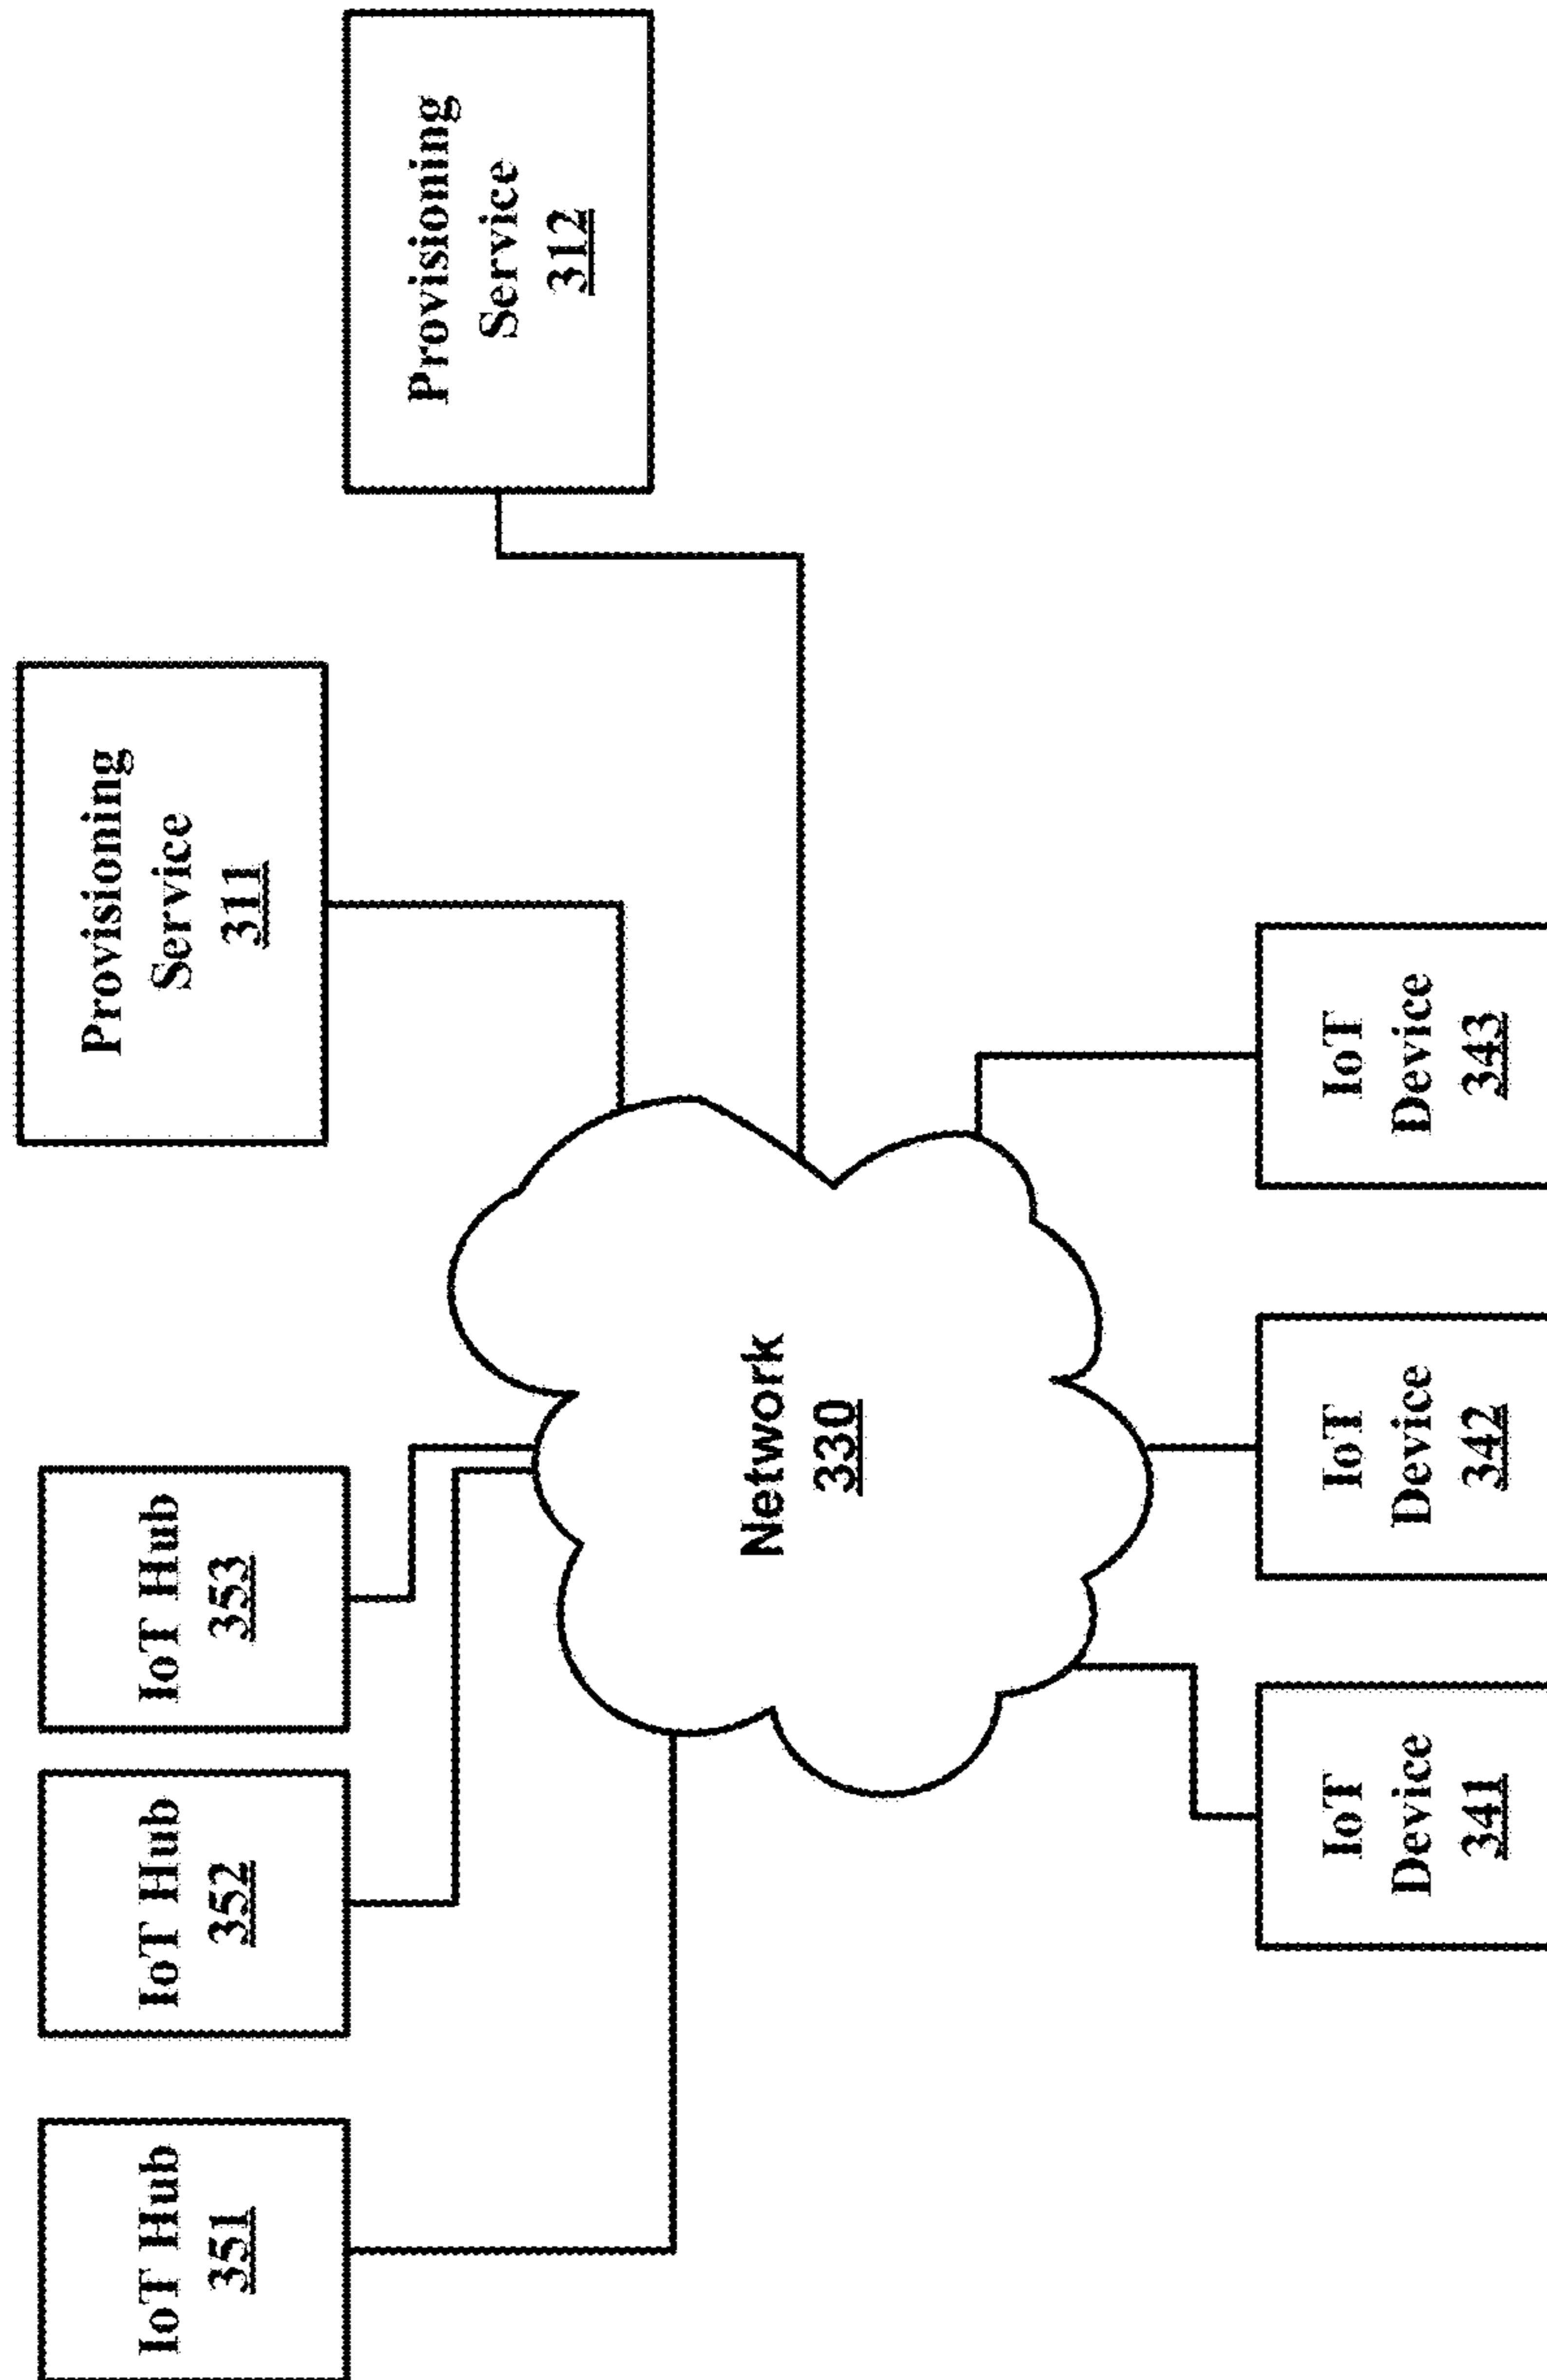 IoT Hub
351
IoT Hub
352
IoT Hub
353
Provisioning
Service
311
Provisioning
Service
312
Network
330
IoT
Device
341
IoT
Device
342
IoT
Device
343